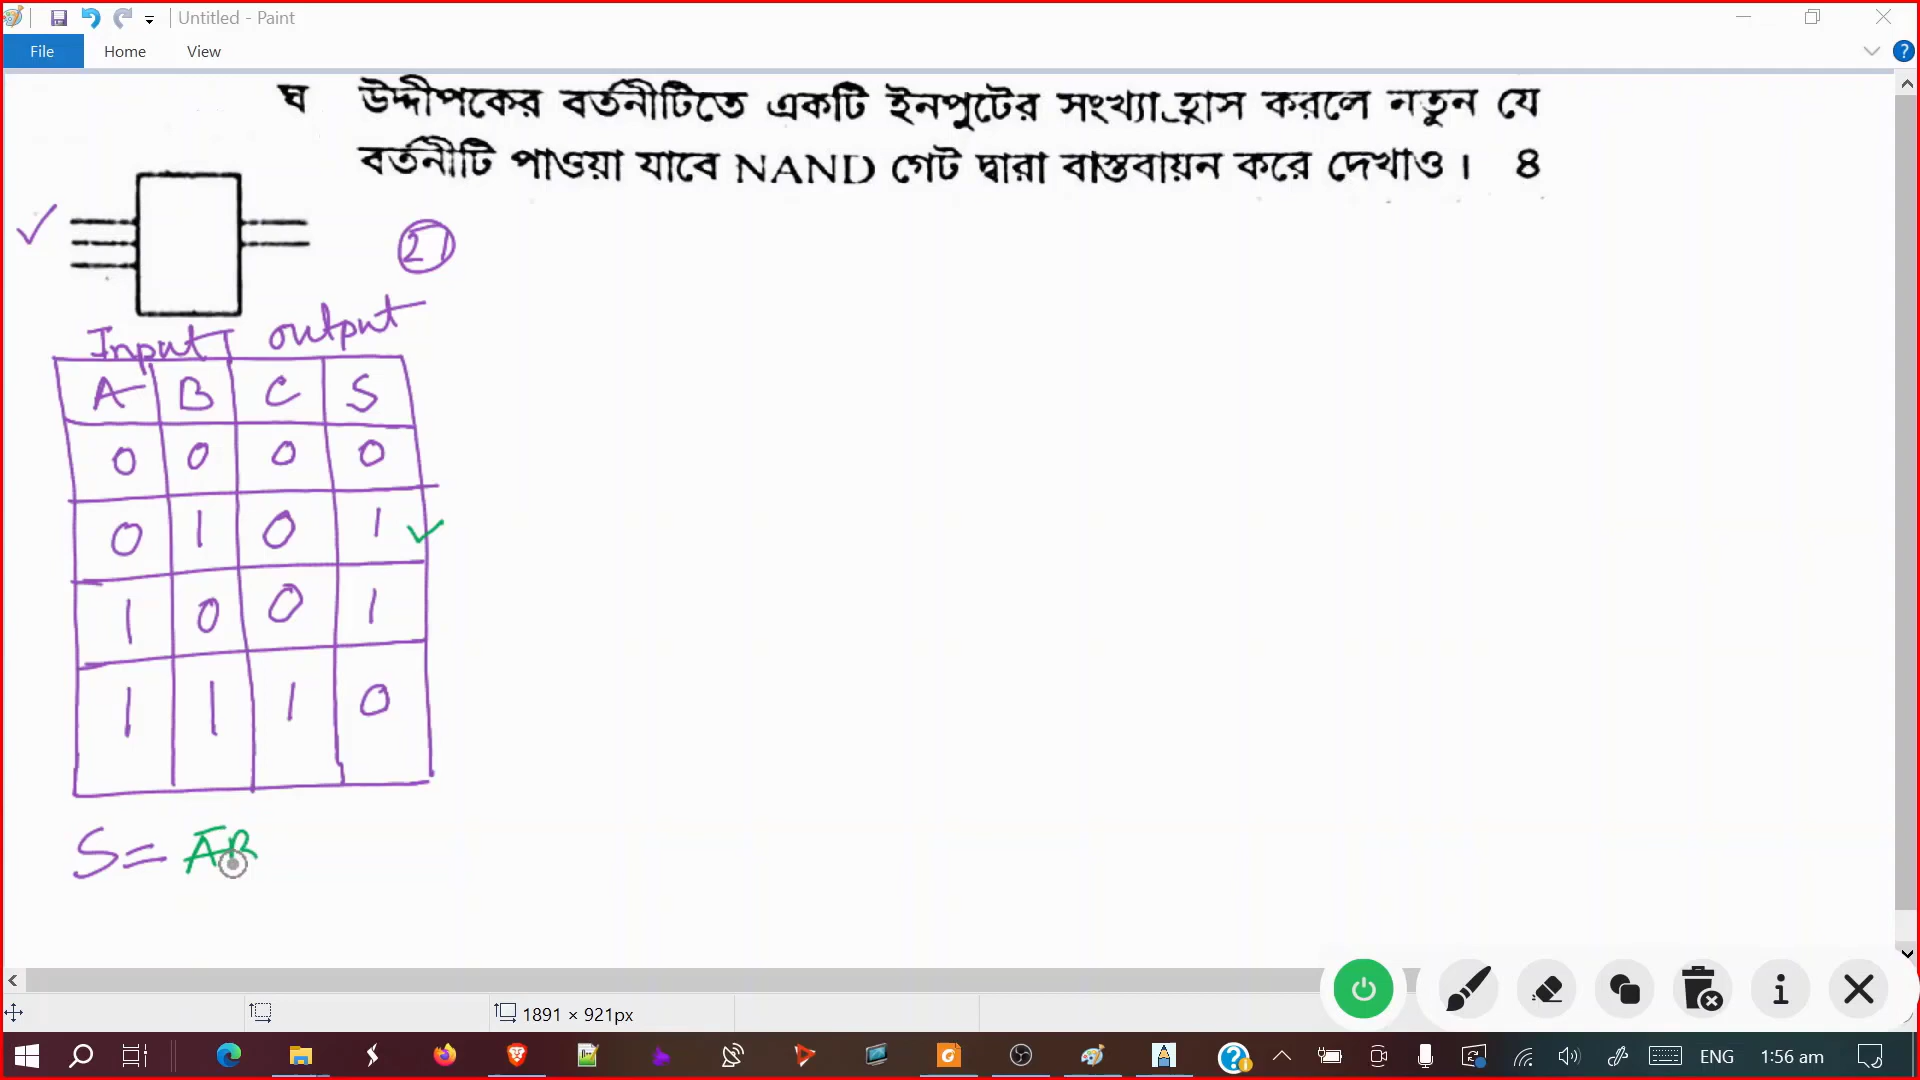 Untitled - Paint
File Home View
ঘ উদ্দীপকের বর্তনীটিতে একটি ইনপুটের সংখ্যা হ্রাস করলে নতুন যে
বর্তনীটি পাওয়া যাবে NAND গেট দ্বারা বাস্তবায়ন করে দেখাও। ৪
21
Input output
A B C S
0 0 0 0
0 1 0 1
1 0 0 1
1 1 1 0
S= A̅B
1891 × 921px
ENG 1:56 am